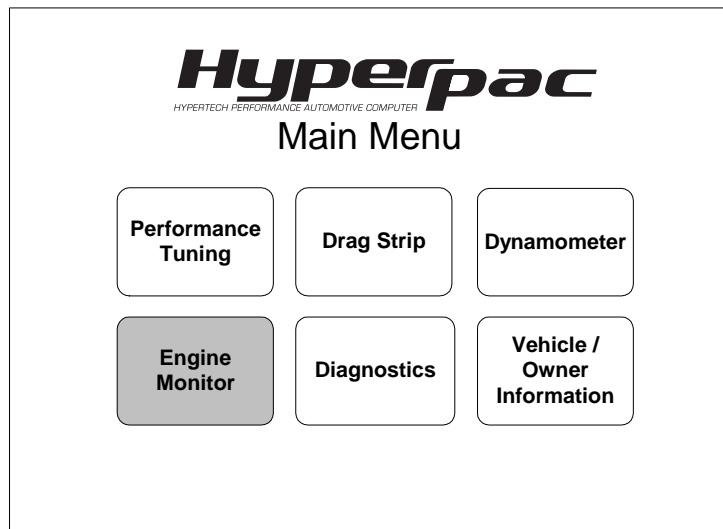 Hyperpac
HYPERTECH PERFORMANCE AUTOMOTIVE COMPUTER
Main Menu
Performance
Tuning
Drag Strip
Dynamometer
Engine
Monitor
Diagnostics
Vehicle /
Owner
Information